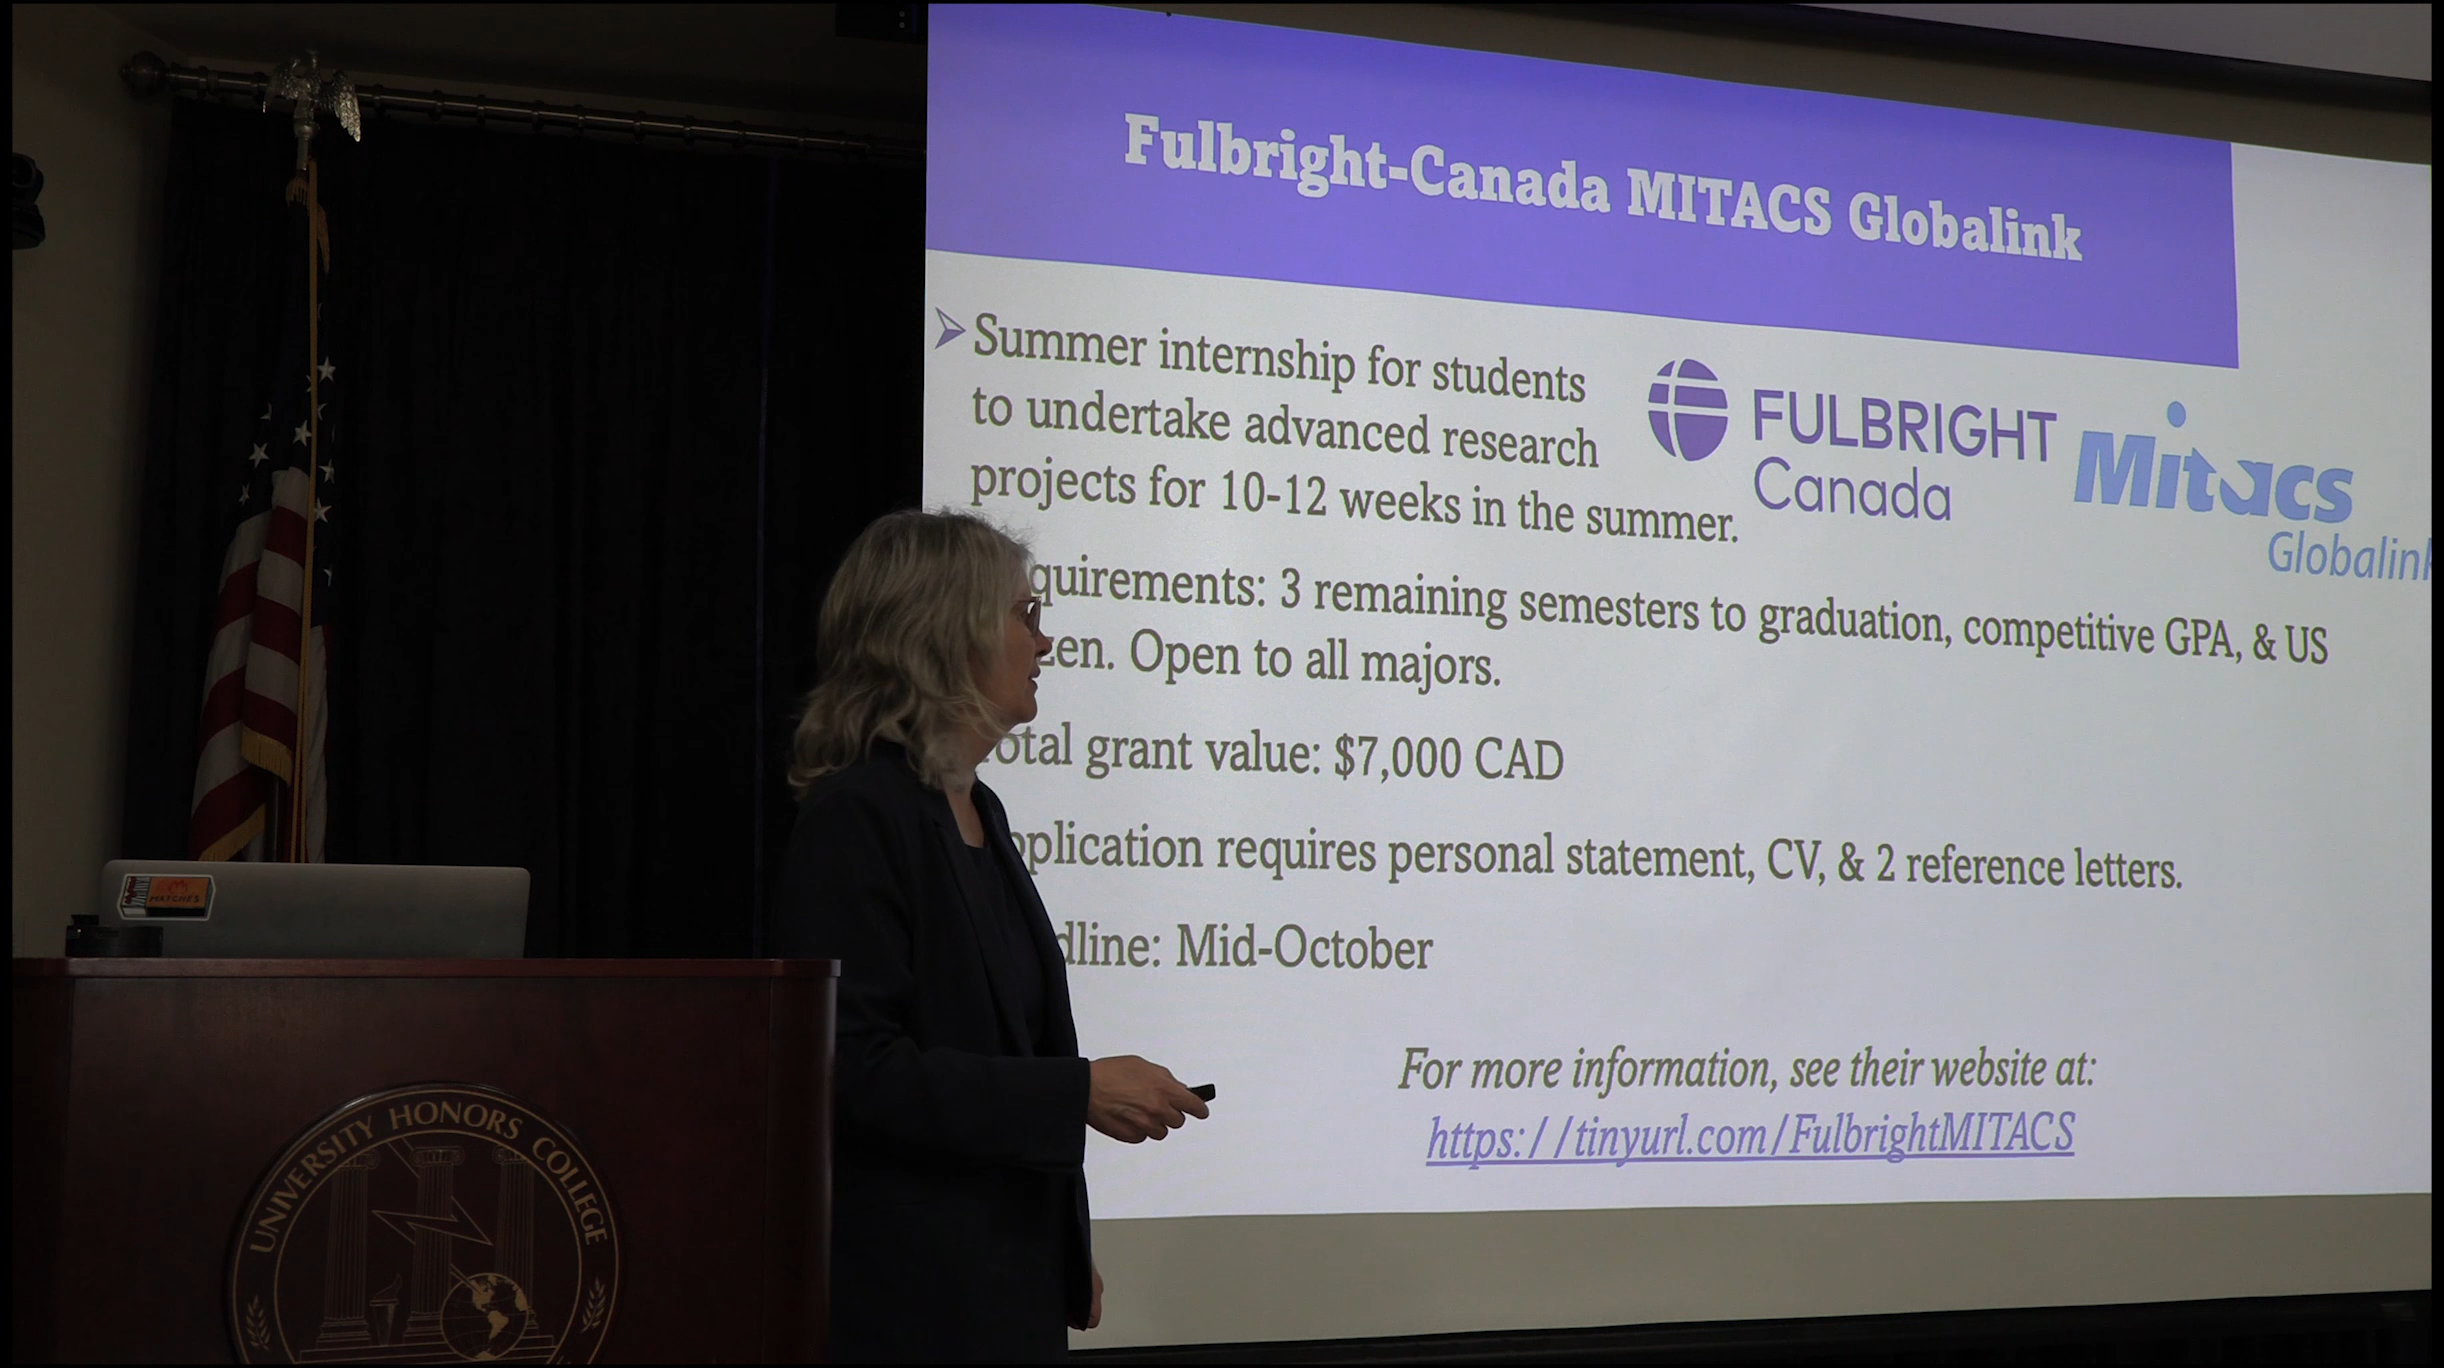 Fulbright-Canada MITACS Globalink
Summer internship for students
to undertake advanced research
projects for 10-12 weeks in the summer.
FULBRIGHT
Canada
Mitacs
Globalink
quirements: 3 remaining semesters to graduation, competitive GPA, & US
zen. Open to all majors.
otal grant value: $7,000 CAD
pplication requires personal statement, CV, & 2 reference letters.
dline: Mid-October
For more information, see their website at:
https://tinyurl.com/FulbrightMITACS
MATCHES
UNIVERSITY HONORS COLLEGE